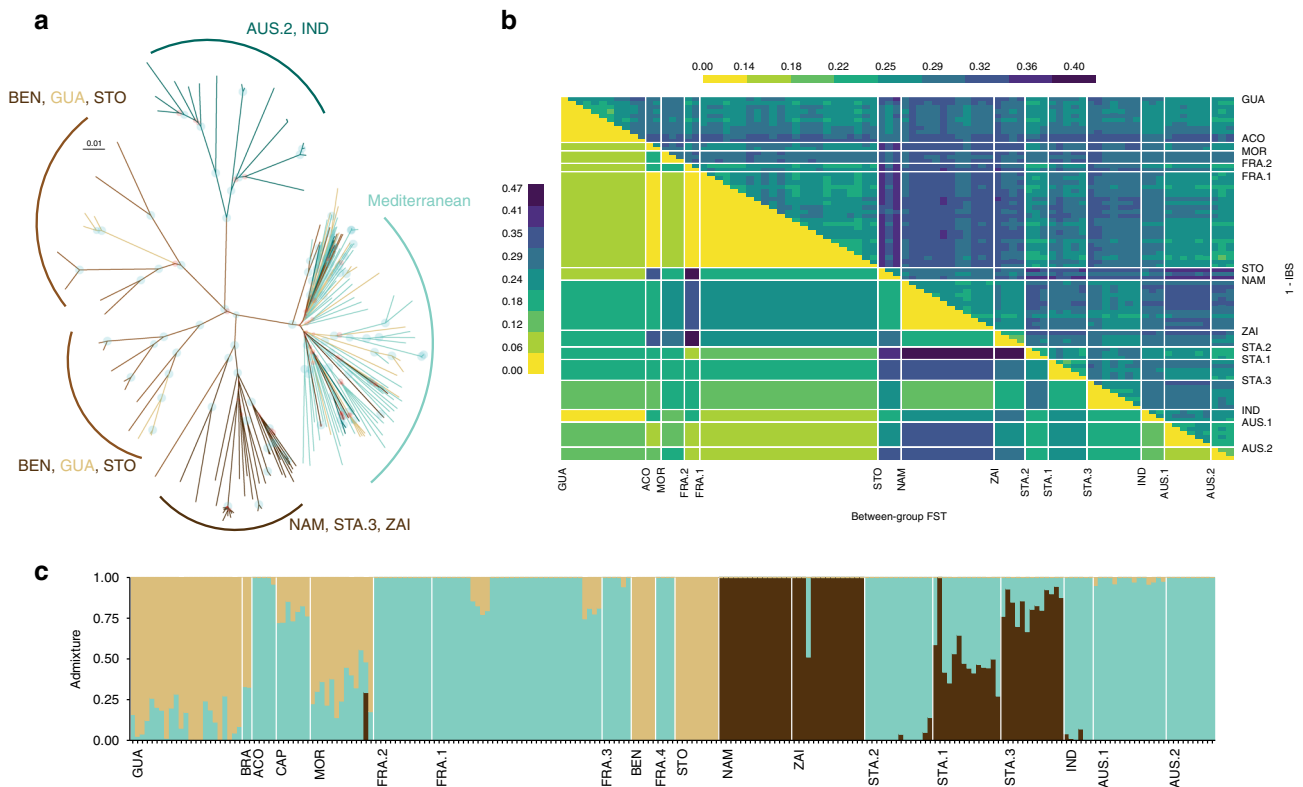 a
AUS.2, IND
BEN, GUA, STO
0.01
Mediterranean
BEN, GUA, STO
NAM, STA.3, ZAI
b
0.00 0.14 0.18 0.22 0.25 0.29 0.32 0.36 0.40
0.47
0.41
0.35
0.29
0.24
0.18
0.12
0.06
0.00
GUA
ACO
MOR
FRA.2
FRA.1
STO
NAM
ZAI
STA.2
STA.1
STA.3
IND
AUS.1
AUS.2
1 - IBS
GUA ACO MOR FRA.2 FRA.1 STO NAM ZAI STA.2 STA.1 STA.3 IND AUS.1 AUS.2
Between-group FST
c
Admixture
1.00
0.75
0.50
0.25
0.00
GUA BRA ACO CAP MOR FRA.2 FRA.1 FRA.3 BEN FRA.4 STO NAM ZAI STA.2 STA.1 STA.3 IND AUS.1 AUS.2